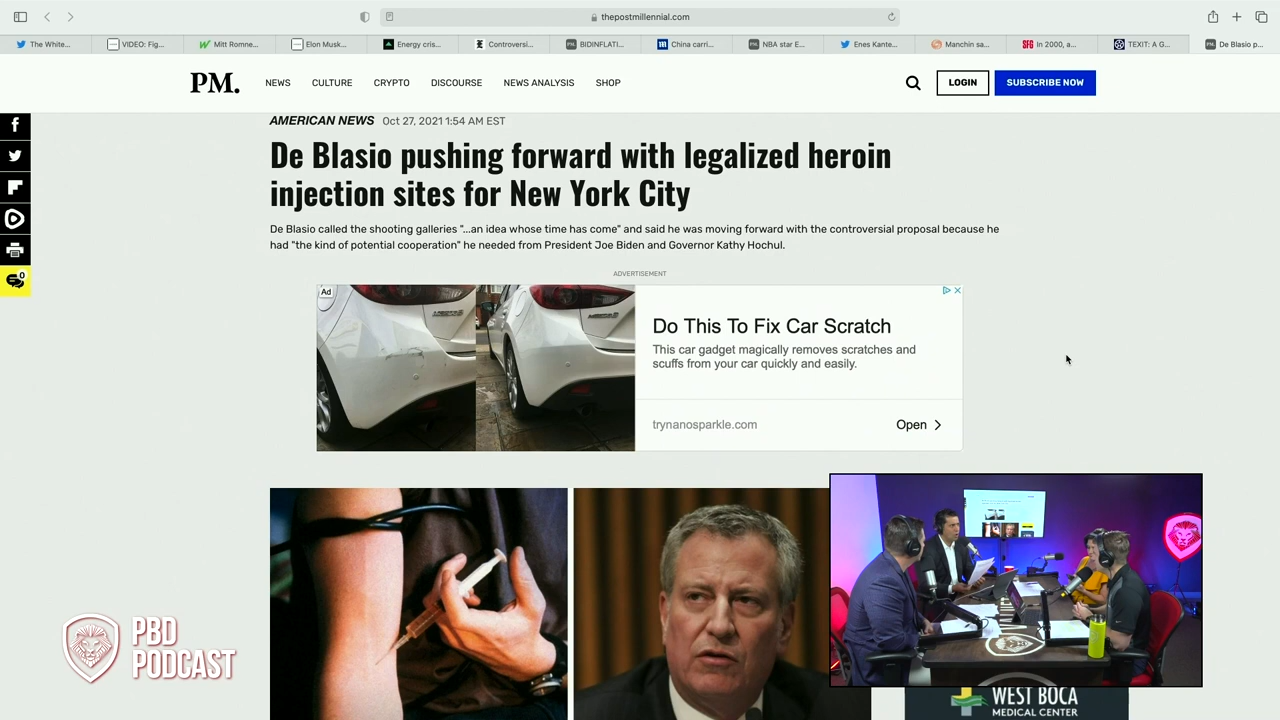 thepostmillennial.com
The White...
VIDEO: Fig...
Mitt Romne...
Elon Musk...
Energy cris...
Controversi...
BIDINFLATI...
China carri...
NBA star E...
Enes Kante...
Manchin sa...
SFG In 2000, a...
TEXIT: A G...
De Blasio p...
PM. NEWS CULTURE CRYPTO DISCOURSE NEWS ANALYSIS SHOP LOGIN SUBSCRIBE NOW
AMERICAN NEWS Oct 27, 2021 1:54 AM EST
De Blasio pushing forward with legalized heroin
injection sites for New York City
De Blasio called the shooting galleries "...an idea whose time has come" and said he was moving forward with the controversial proposal because he
had "the kind of potential cooperation" he needed from President Joe Biden and Governor Kathy Hochul.
0
ADVERTISEMENT
Ad
Do This To Fix Car Scratch
This car gadget magically removes scratches and
scuffs from your car quickly and easily.
trynanosparkle.com Open
PBD
PODCAST
WEST BOCA
MEDICAL CENTER